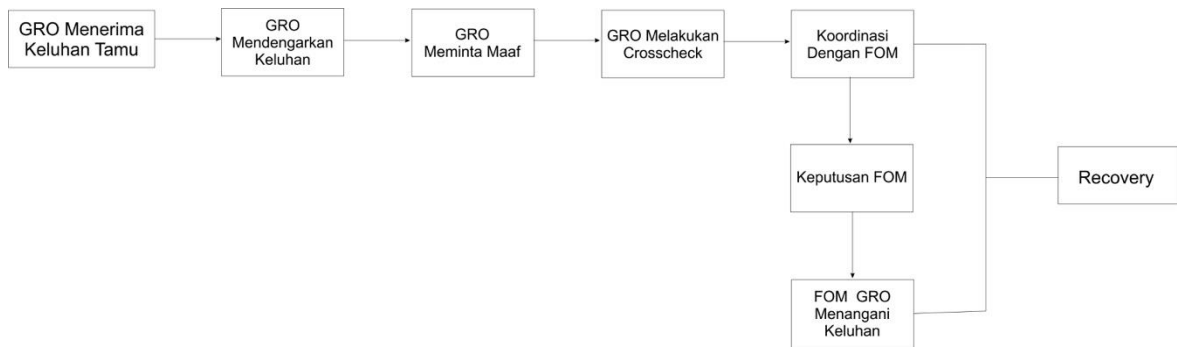 GRO Menerima
Keluhan Tamu
GRO
Mendengarkan
Keluhan
GRO
Meminta Maaf
GRO Melakukan
Crosscheck
Koordinasi
Dengan FOM
Keputusan FOM
FOM GRO
Menangani
Keluhan
Recovery